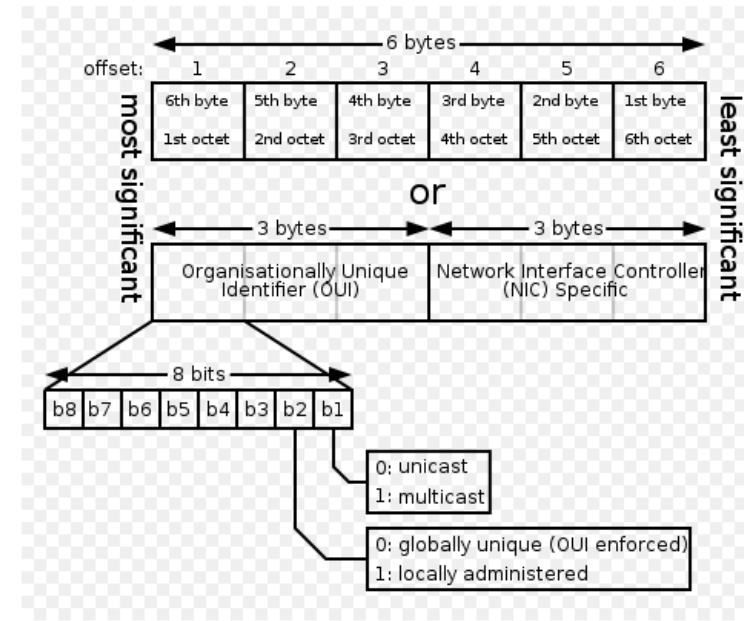 6 bytes
offset: 1 2 3 4 5 6
6th byte 5th byte 4th byte 3rd byte 2nd byte 1st byte
1st octet 2nd octet 3rd octet 4th octet 5th octet 6th octet
most significant
least significant
or
3 bytes 3 bytes
Organisationally Unique
Identifier (OUI)
Network Interface Controller
(NIC) Specific
8 bits
b8 b7 b6 b5 b4 b3 b2 b1
0: unicast
1: multicast
0: globally unique (OUI enforced)
1: locally administered